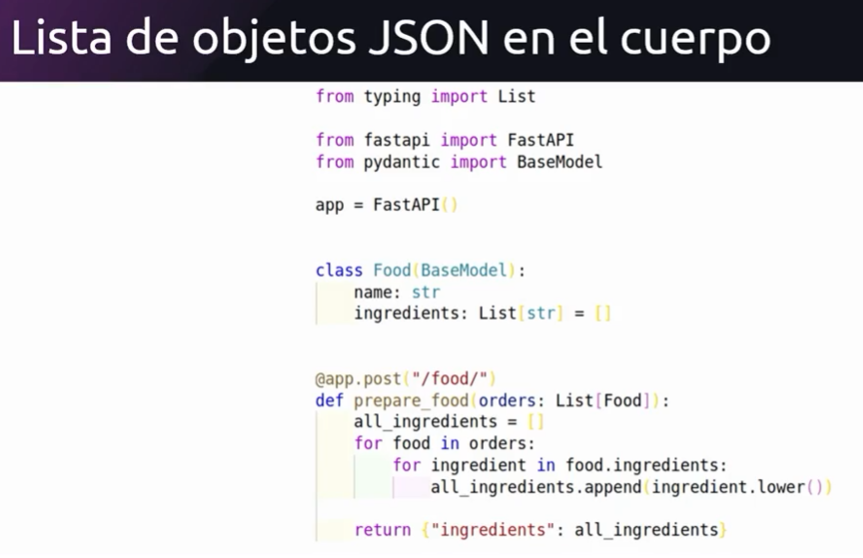 Lista de objetos JSON en el cuerpo
from typing import List
from fastapi import FastAPI
from pydantic import BaseModel
app = FastAPI()
class Food(BaseModel):
    name: str
    ingredients: List[str] = []
@app.post("/food/")
def prepare_food(orders: List[Food]):
    all_ingredients = []
    for food in orders:
        for ingredient in food.ingredients:
            all_ingredients.append(ingredient.lower())
    return {"ingredients": all_ingredients}